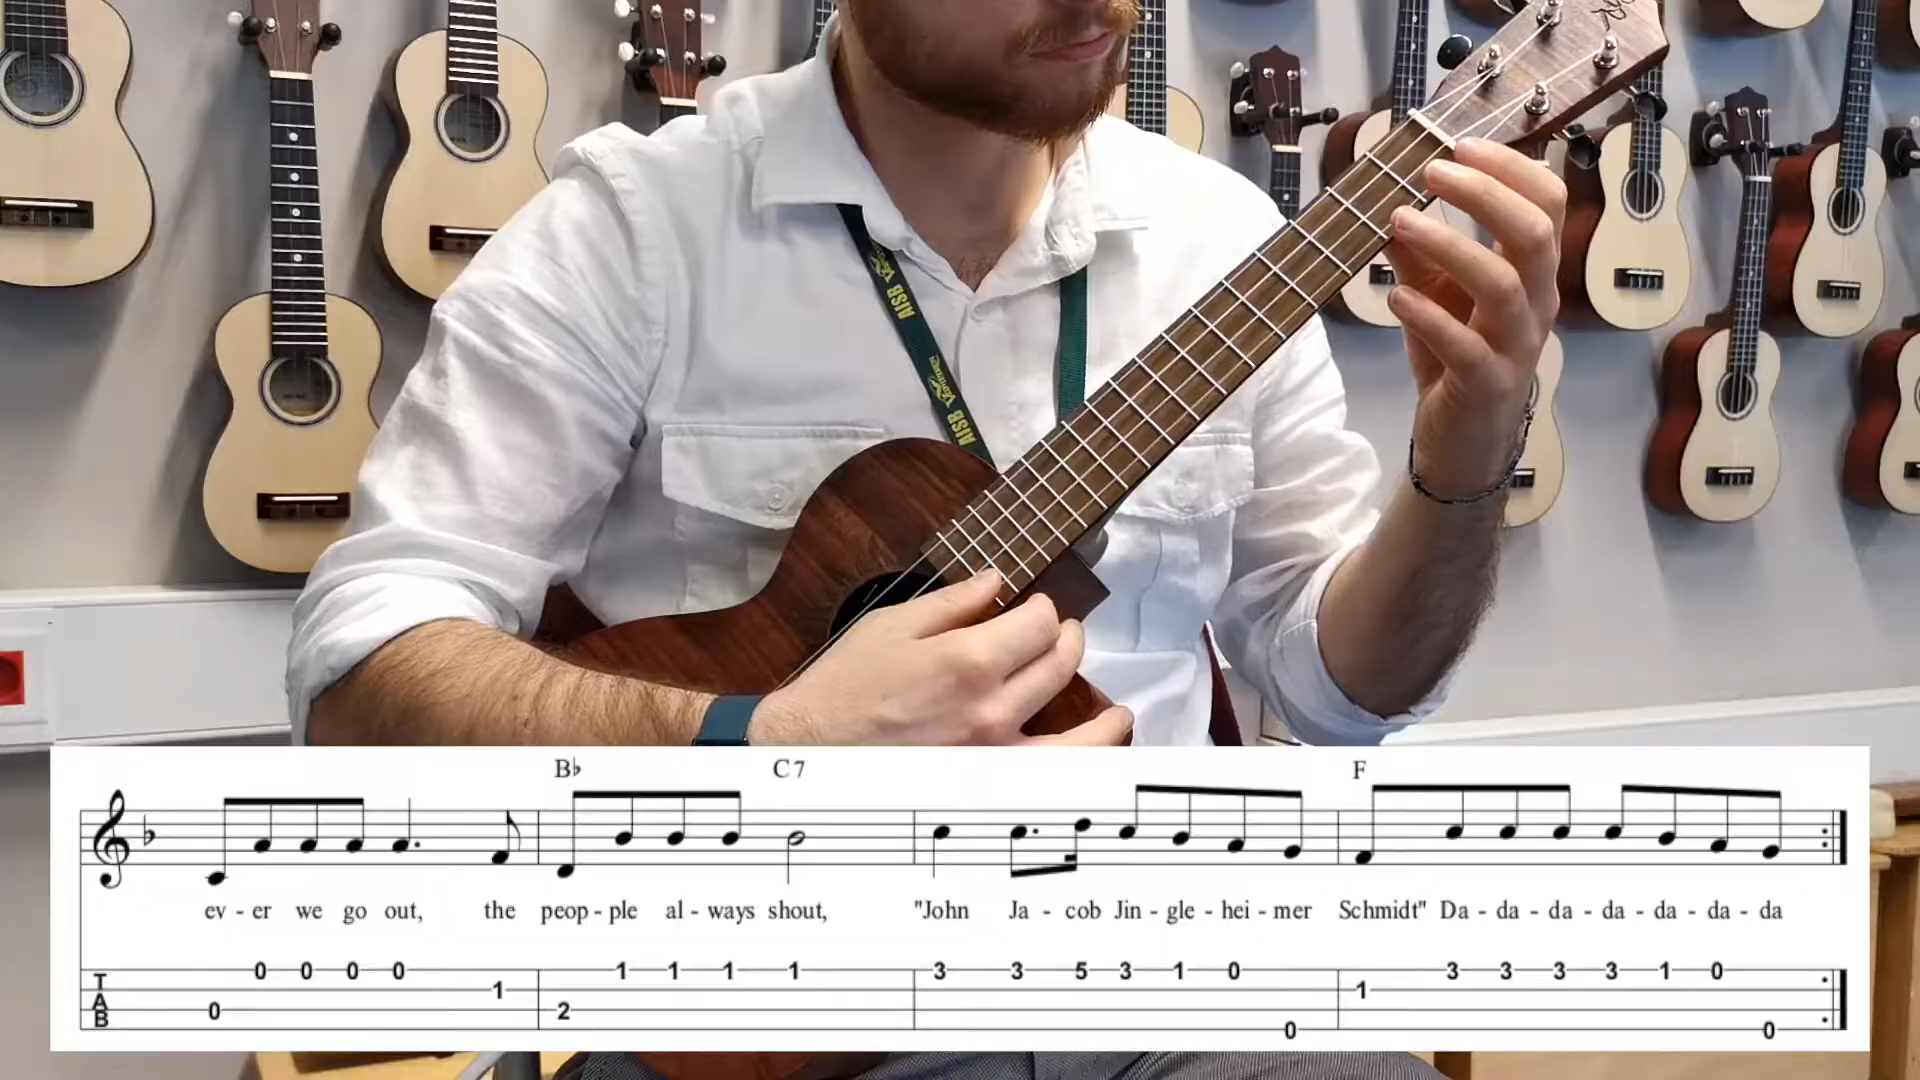 AISB Vantage
AISB
B♭ C7 F
ev - er we go out, the peop - ple al - ways shout, "John Ja - cob Jin - gle - hei - mer Schmidt" Da - da - da - da - da - da - da
0 0 0 0 1 1 1 1 3 3 5 3 1 0 3 3 3 3 1 0
T 1 1
A 0 2
B 0 0